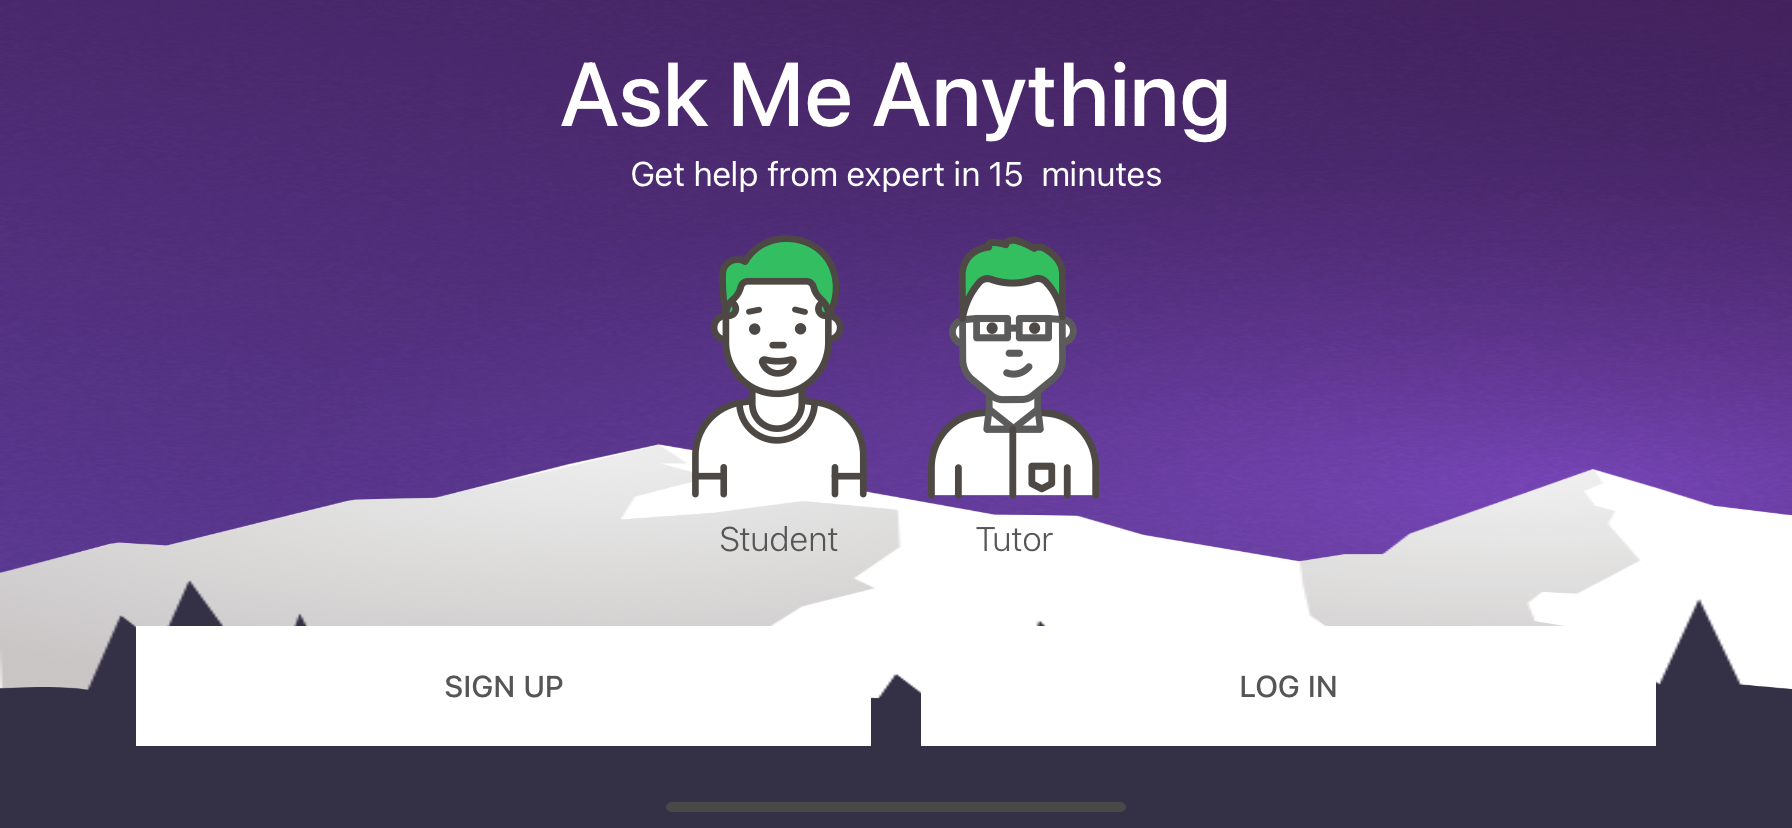 Ask Me Anything
Get help from expert in 15  minutes
Student
Tutor
SIGN UP
LOG IN